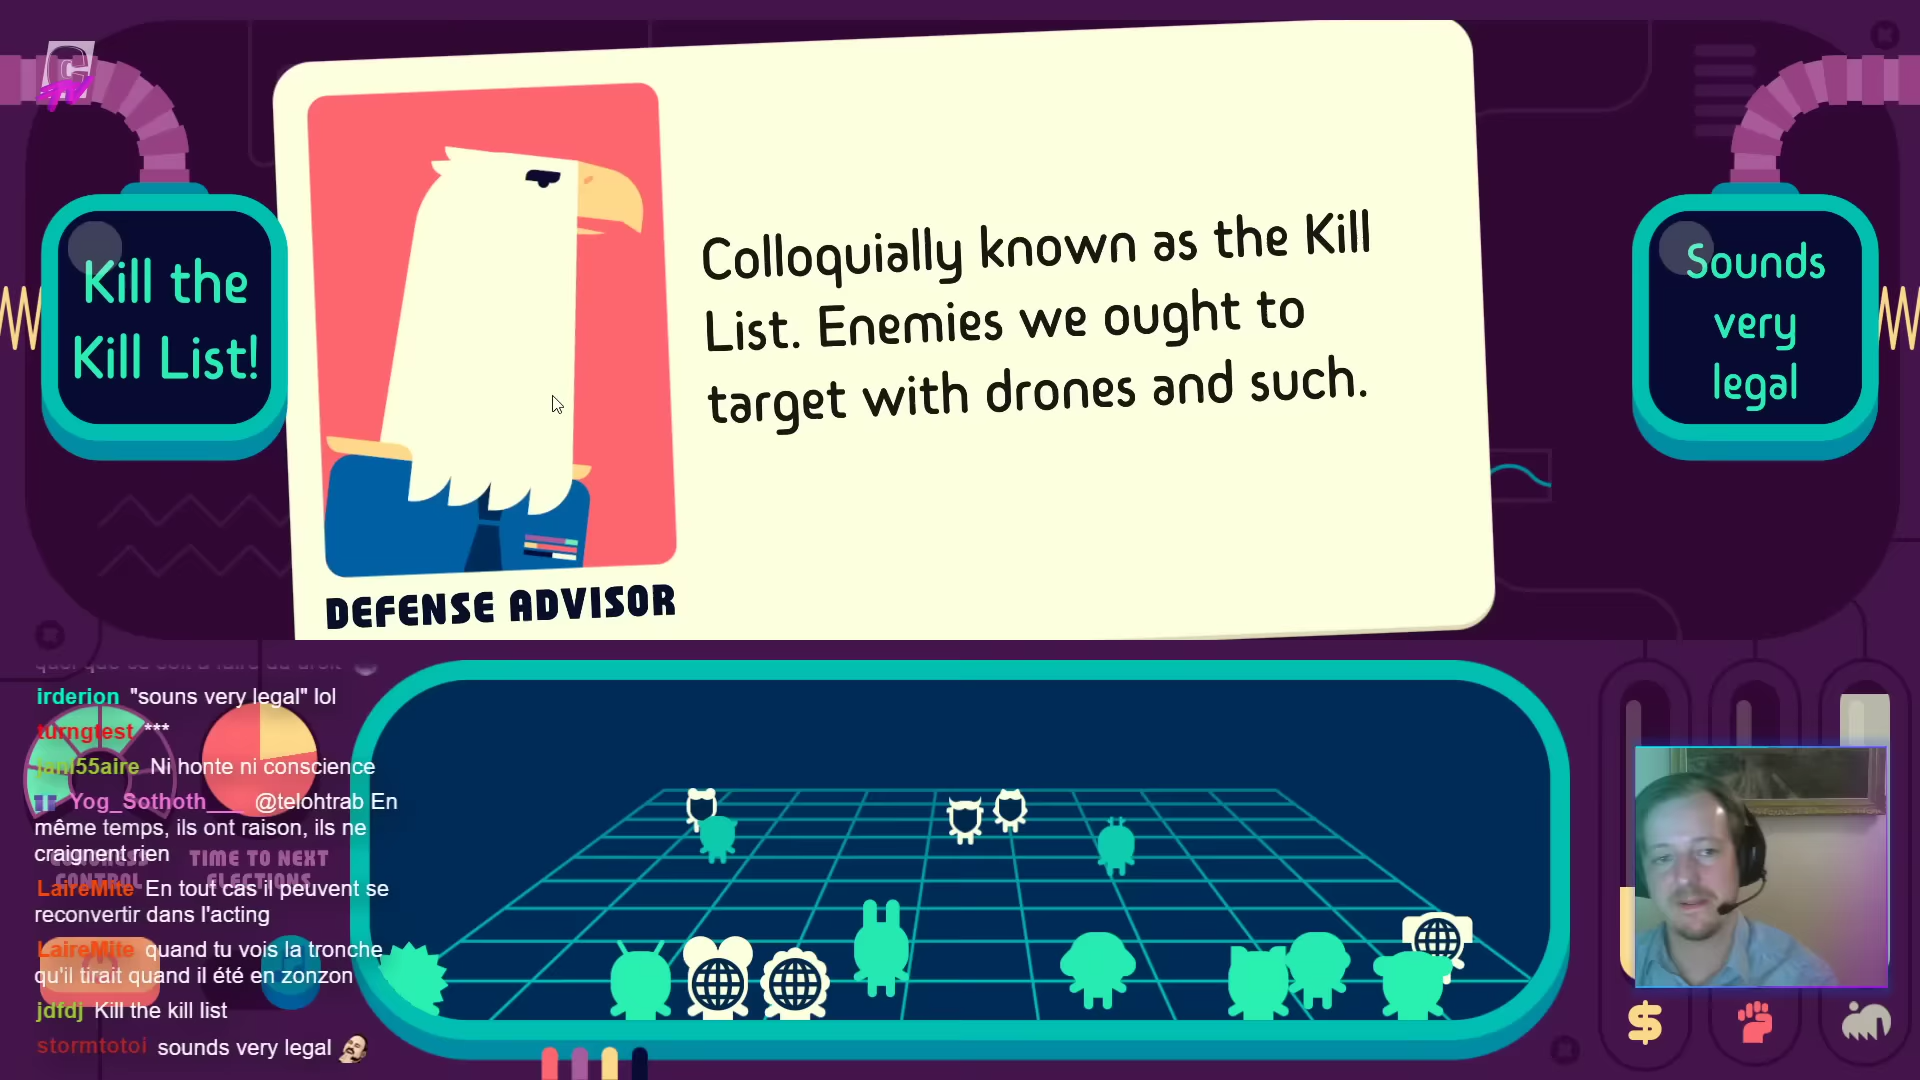 Kill the
Kill List!
Colloquially known as the Kill
List. Enemies we ought to
target with drones and such.
Sounds
very
legal
DEFENSE ADVISOR
irderion "souns very legal" lol
turngtest ***
Ni honte ni conscience
Yog_Sothoth___ @telohtrab En
même temps, ils ont raison, ils ne
craignent rien
LaireMite En tout cas il peuvent se
reconvertir dans l'acting
LaireMite quand tu vois la tronche
qu'il tirait quand il été en zonzon
jdfdj Kill the kill list
stormtotoi sounds very legal
TIME TO NEXT
ELECTIONS
CONTROL
$